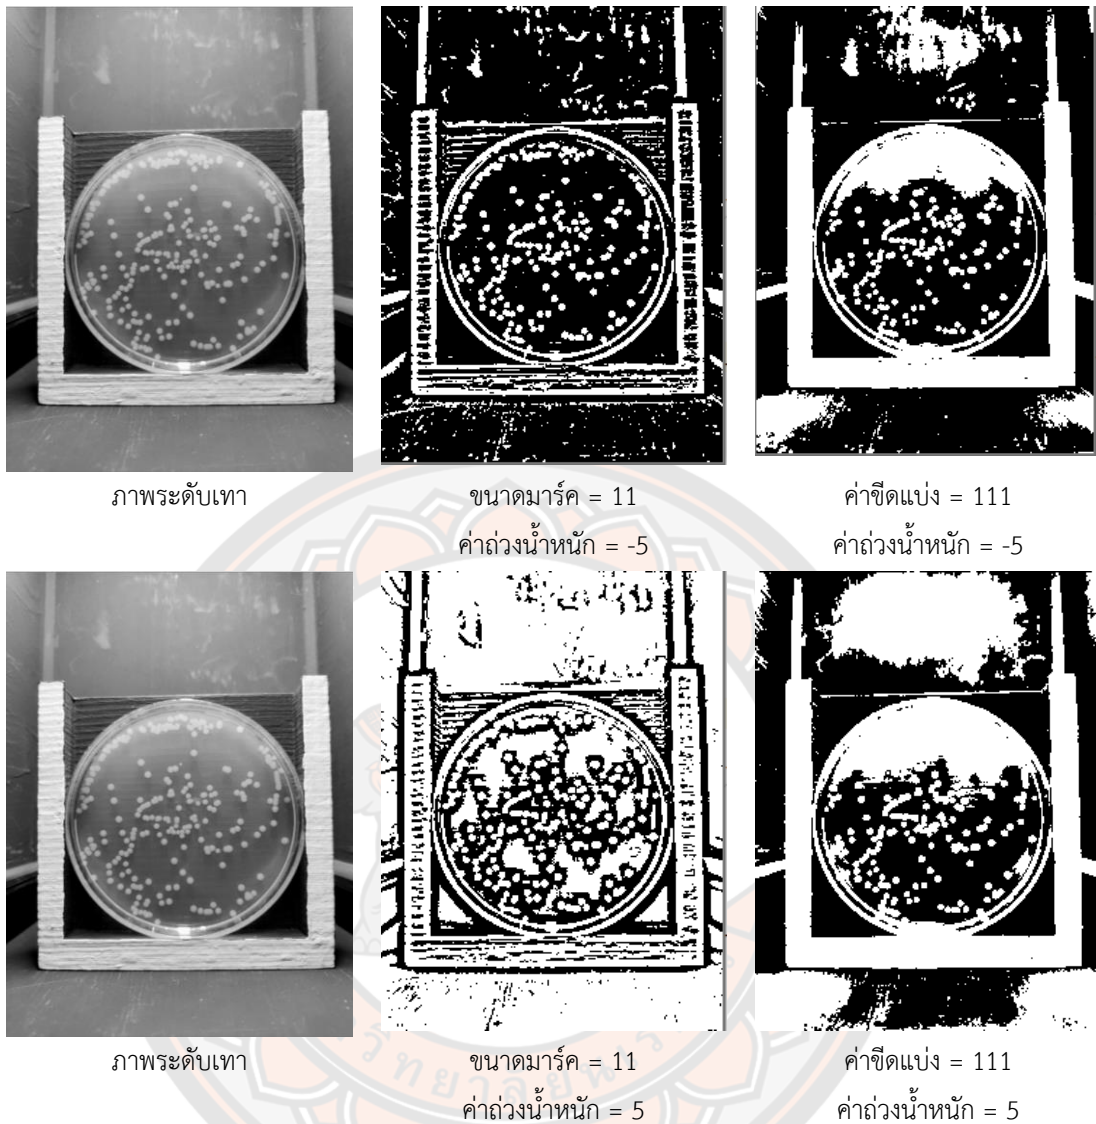 ภาพระดับเทา
ขนาดมาร์ค = 11
ค่าขีดแบ่ง = 111
ค่าถ่วงน้ำหนัก = -5
ค่าถ่วงน้ำหนัก = -5
ภาพระดับเทา
ขนาดมาร์ค = 11
ค่าขีดแบ่ง = 111
ค่าถ่วงน้ำหนัก = 5
ค่าถ่วงน้ำหนัก = 5